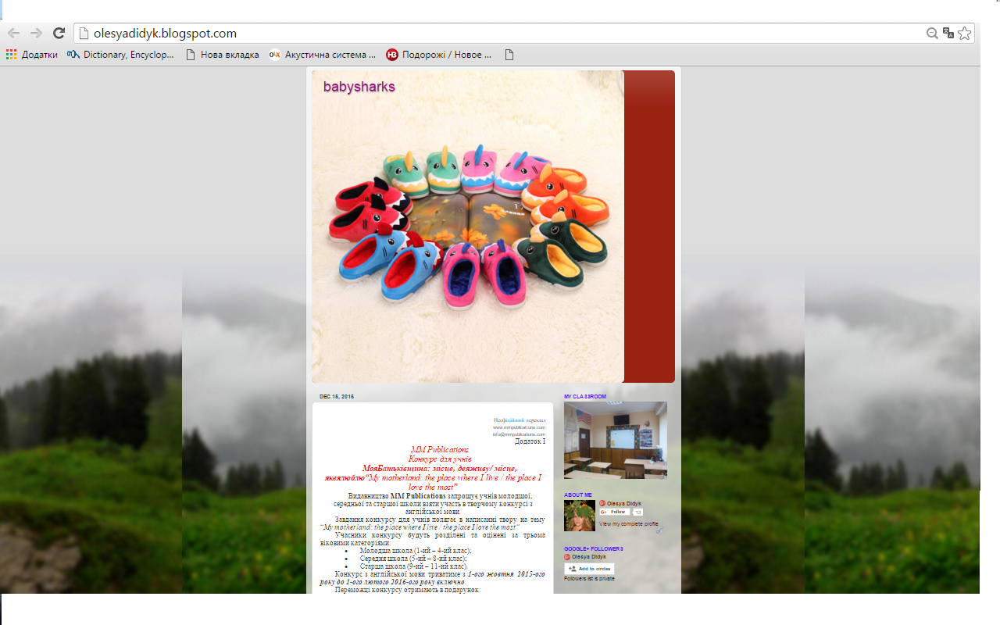 olesyadidyk.blogspot.com
Додатки
Dictionary, Encyclop...
Нова вкладка
Акустична система ...
Подорожі / Новое ...
babysharks
DEC 15, 2015
Неофіційний переклад
www.mmpublications.com
info@mmpublications.com
Додаток І
MM Publications
Конкурс для учнів
МояБатьківщина: місце, деяживу/ місце,
якеялюблю“My motherland: the place where I live / the place I
love the most”
Видавництво MM Publications запрошує учнів молодшої,
середньої та старшої школи взяти участь в творчому конкурсі з
англійської мови.
Завдання конкурсу для учнів полягає в написанні твору на тему
“My motherland: the place where I live / the place I love the most”
Учасники конкурсу будуть розділені та оцінені за трьома
віковими категоріями:
• Молодша школа (1-ий – 4-ий клас);
• Середня школа (5-ий – 8-ий клас);
• Старша школа (9-ий – 11-ий клас).
Конкурс з англійської мови триватиме з 1-ого жовтня 2015-ого
року до 1-ого лютого 2016-ого року включно.
Переможці конкурсу отримають в подарунок:
MY CLASSROOM
ABOUT ME
Olesya Didyk
G+ Follow 13
View my complete profile
GOOGLE+ FOLLOWERS
Olesya Didyk
Add to circles
Followers list is private